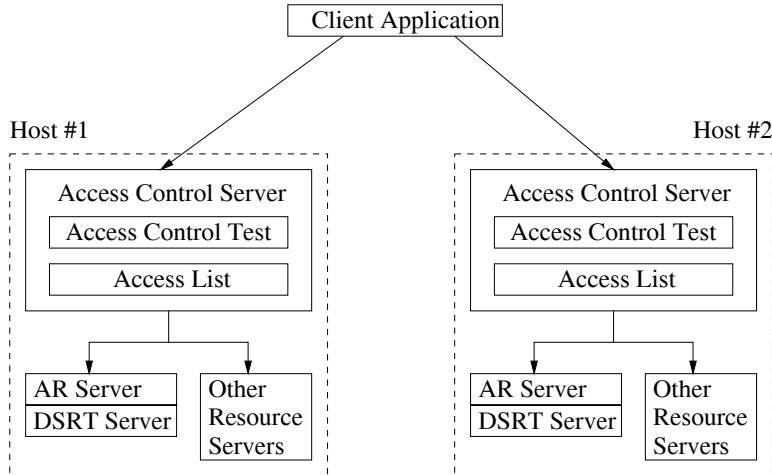 Client Application
Host #1
Host #2
Access Control Server
Access Control Test
Access List
AR Server
DSRT Server
Other
Resource
Servers
Access Control Server
Access Control Test
Access List
AR Server
DSRT Server
Other
Resource
Servers